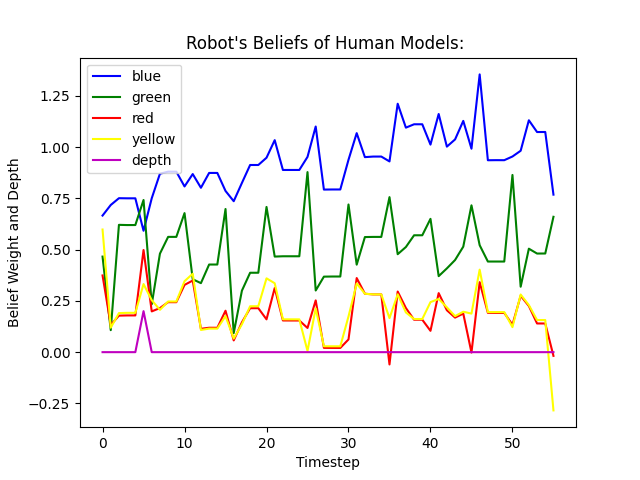 Robot's Beliefs of Human Models:
blue
green
red
yellow
depth
1.25
1.00
0.75
0.50
0.25
0.00
−0.25
Belief Weight and Depth
0 10 20 30 40 50
Timestep